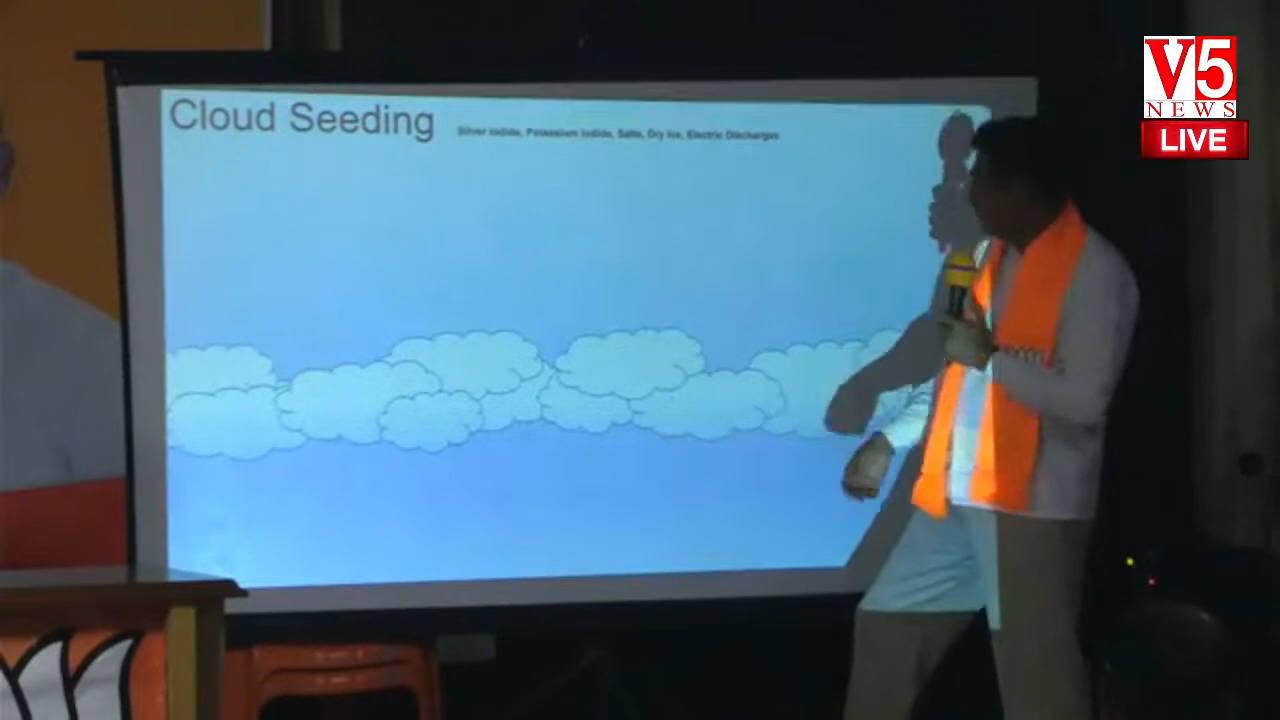 Cloud Seeding
Silver Iodide, Potassium Iodide, Salts, Dry Ice, Electric Discharges
V5
NEWS
LIVE